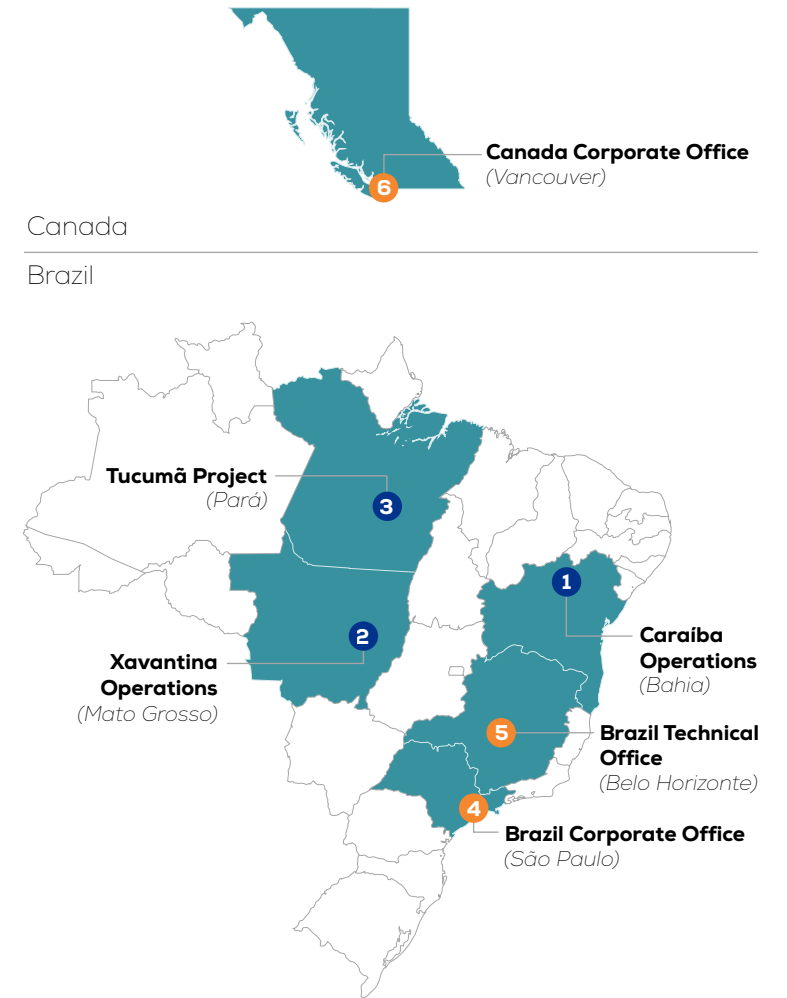 Canada Corporate Office
(Vancouver)
6
Canada
Brazil
Tucumã Project
(Pará)
3
1
2
Caraíba
Operations
(Bahia)
Xavantina
Operations
(Mato Grosso)
5
Brazil Technical
Office
(Belo Horizonte)
4
Brazil Corporate Office
(São Paulo)